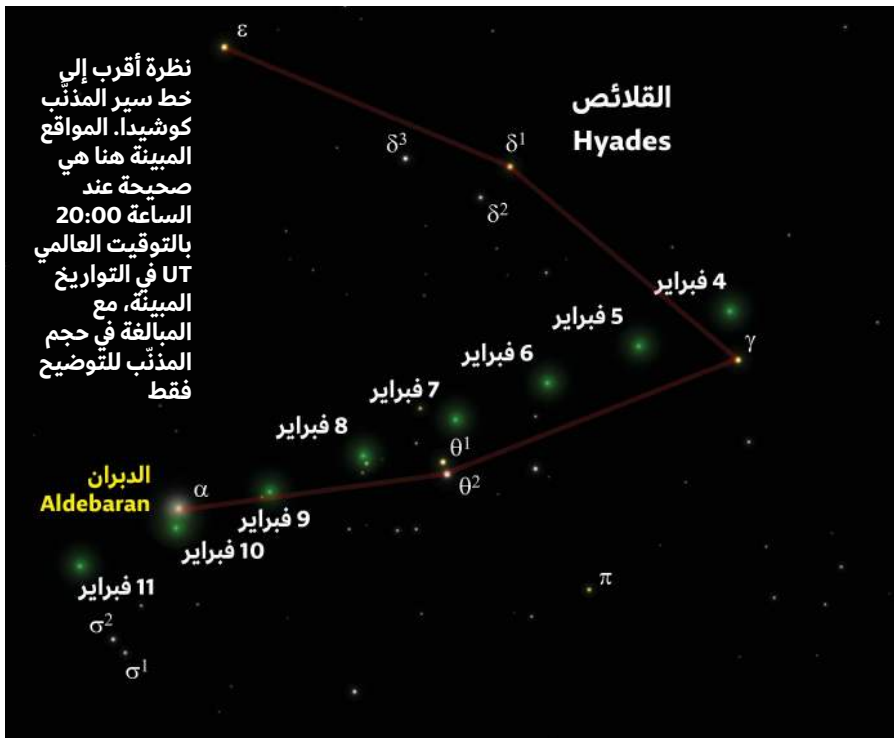 نظرة أقرب إلى
خط سير المذنَّب
كوشيدا. المواقع
المبينة هنا هي
صحيحة عند
الساعة 20:00
بالتوقيت العالمي
UT في التواريخ
المبينة، مع
المبالغة في حجم
المذنّب للتوضيح
فقط
القلائص
Hyades
ε
δ³
δ¹
δ²
4 فبراير
5 فبراير
γ
6 فبراير
7 فبراير
8 فبراير
θ¹
θ²
الدبران
Aldebaran
α
9 فبراير
10 فبراير
11 فبراير
π
σ²
σ¹